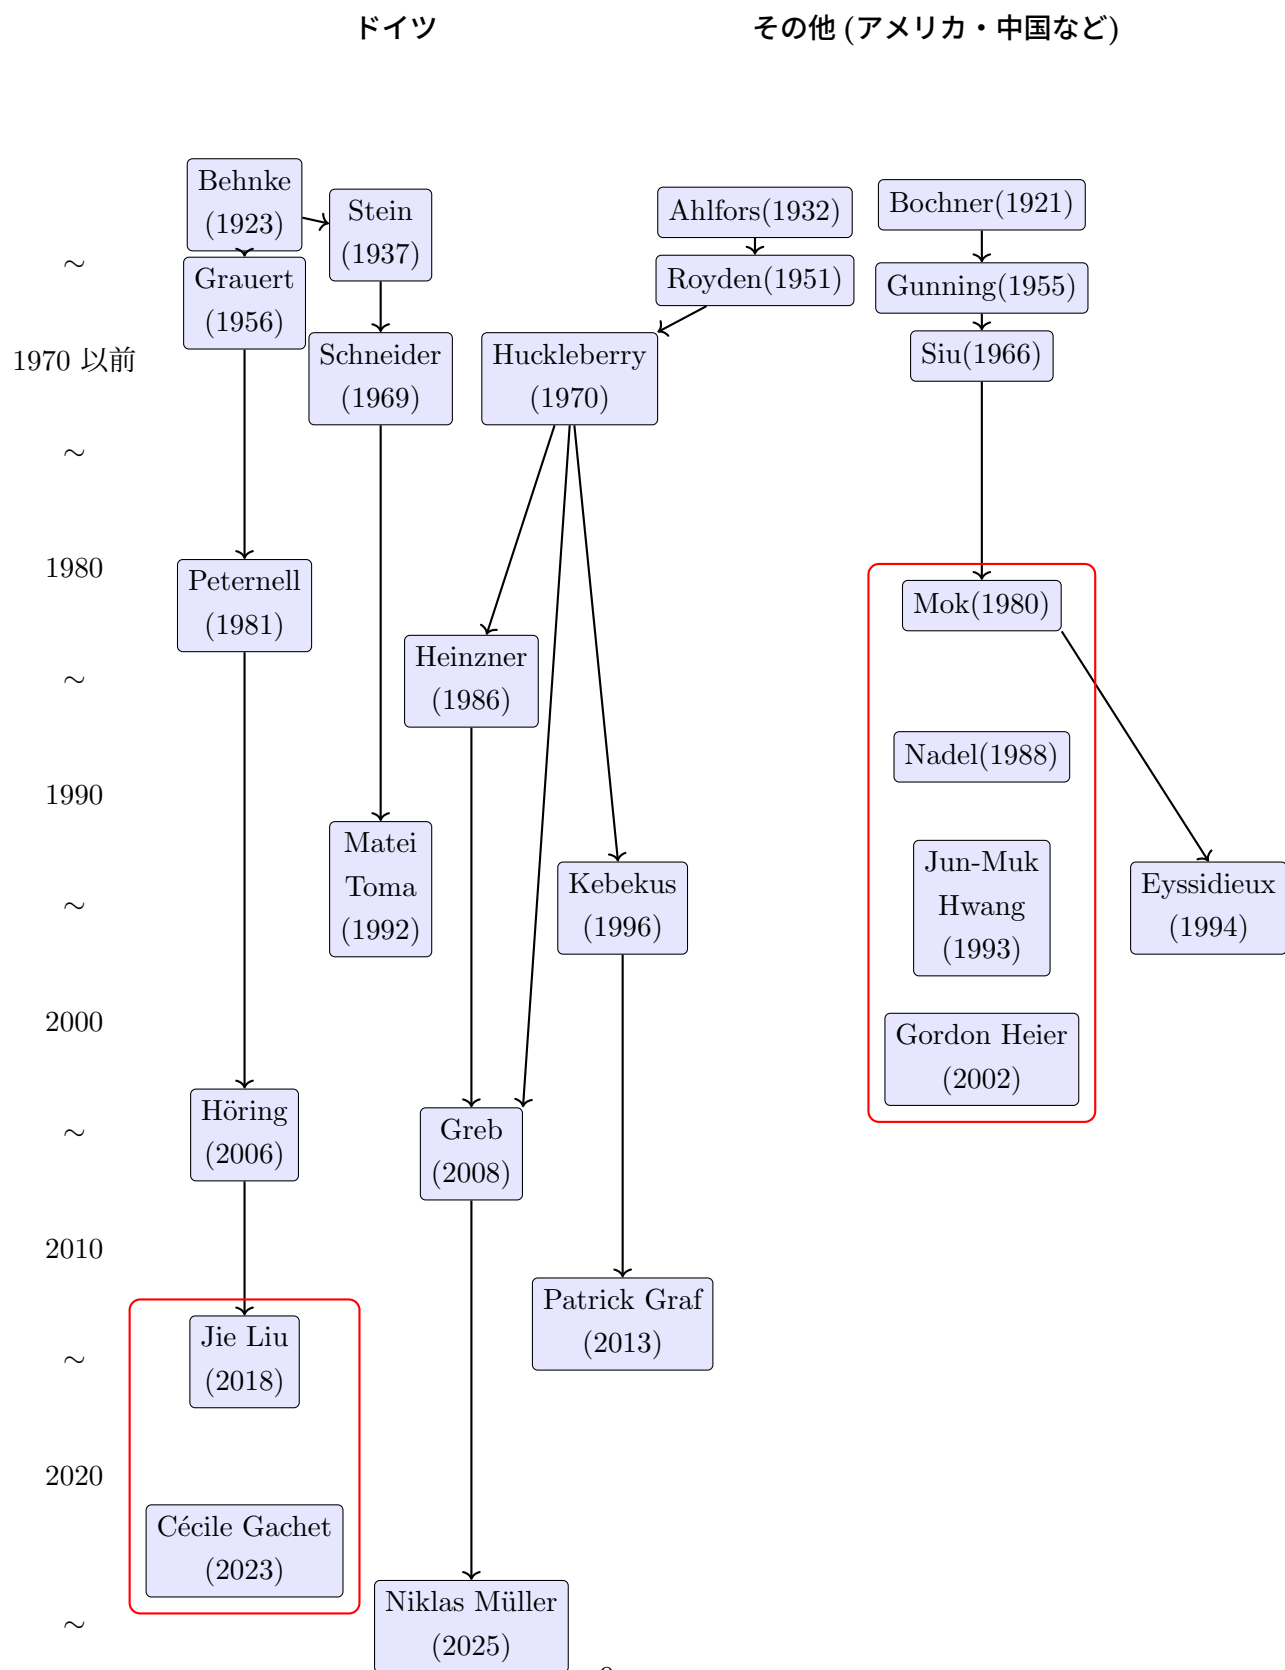 ドイツ
その他 (アメリカ・中国など)
Behnke
(1923)
Stein
(1937)
Ahlfors(1932)
Bochner(1921)
∼
Grauert
(1956)
Royden(1951)
Gunning(1955)
1970 以前
Schneider
(1969)
Huckleberry
(1970)
Siu(1966)
∼
1980
Peternell
(1981)
Mok(1980)
∼
Heinzner
(1986)
Nadel(1988)
1990
Matei
Toma
(1992)
Kebekus
(1996)
Jun-Muk
Hwang
(1993)
Eyssidieux
(1994)
∼
2000
Gordon Heier
(2002)
Höring
(2006)
∼
Greb
(2008)
2010
Patrick Graf
(2013)
Jie Liu
(2018)
∼
2020
Cécile Gachet
(2023)
Niklas Müller
(2025)
∼